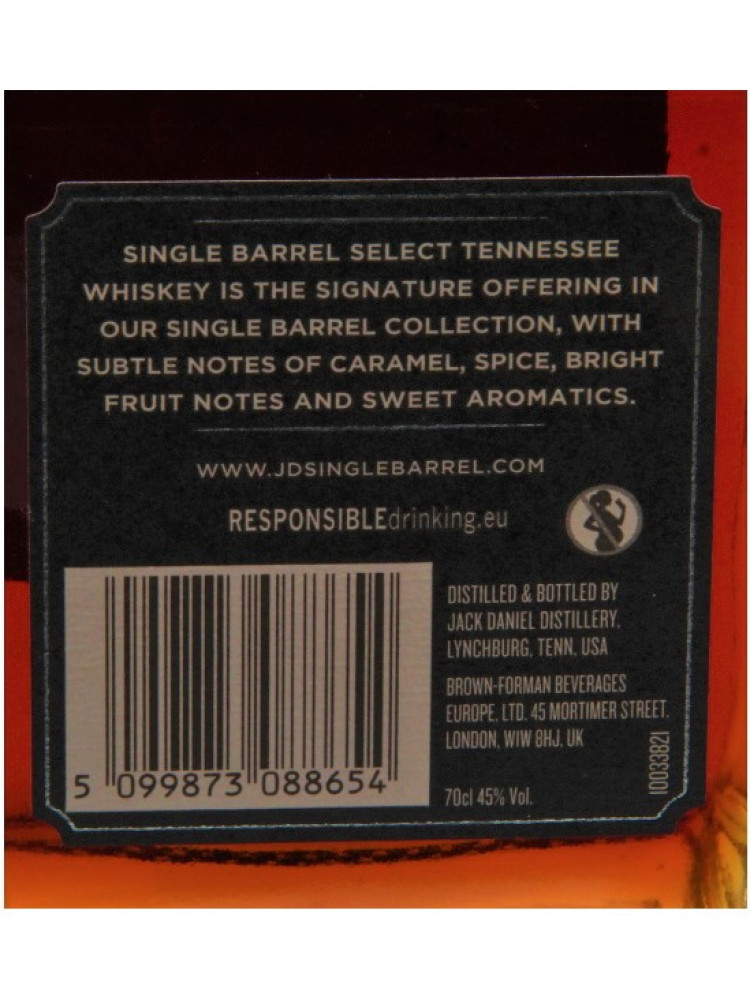 SINGLE BARREL SELECT TENNESSEE
WHISKEY IS THE SIGNATURE OFFERING IN
OUR SINGLE BARREL COLLECTION, WITH
SUBTLE NOTES OF CARAMEL, SPICE, BRIGHT
FRUIT NOTES AND SWEET AROMATICS.
WWW.JDSINGLEBARREL.COM
RESPONSIBLEdrinking.eu
DISTILLED & BOTTLED BY
JACK DANIEL DISTILLERY,
LYNCHBURG, TENN, USA
BROWN-FORMAN BEVERAGES
EUROPE, LTD. 45 MORTIMER STREET.
LONDON, W1W 8HJ, UK
70cl 45% Vol.
10033821
5 099873 088654